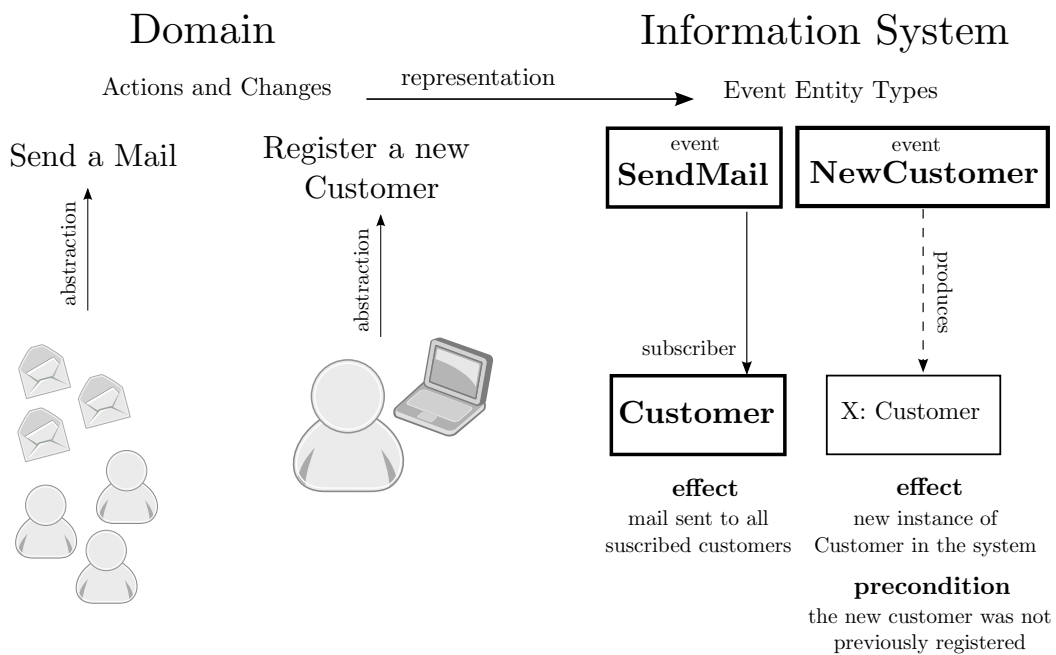 Domain
Information System
Actions and Changes
representation
Event Entity Types
Send a Mail
Register a new
Customer
event
SendMail
event
NewCustomer
abstraction
abstraction
produces
subscriber
Customer
X: Customer
effect
mail sent to all
suscribed customers
effect
new instance of
Customer in the system
precondition
the new customer was not
previously registered